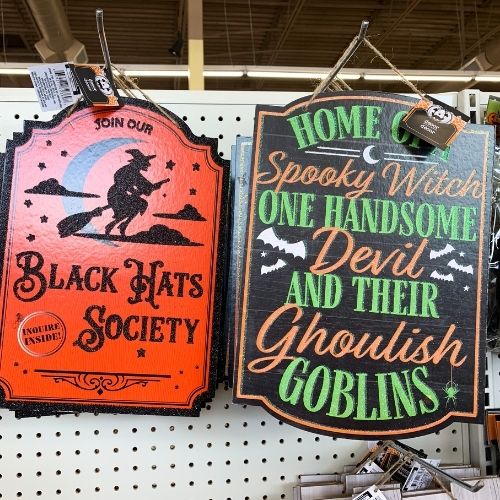 JOIN OUR
BLACK HATS
SOCIETY
INQUIRE
INSIDE!
HOME OF
Spooky Witch
ONE HANDSOME
Devil
AND THEIR
Ghoulish
GOBLINS